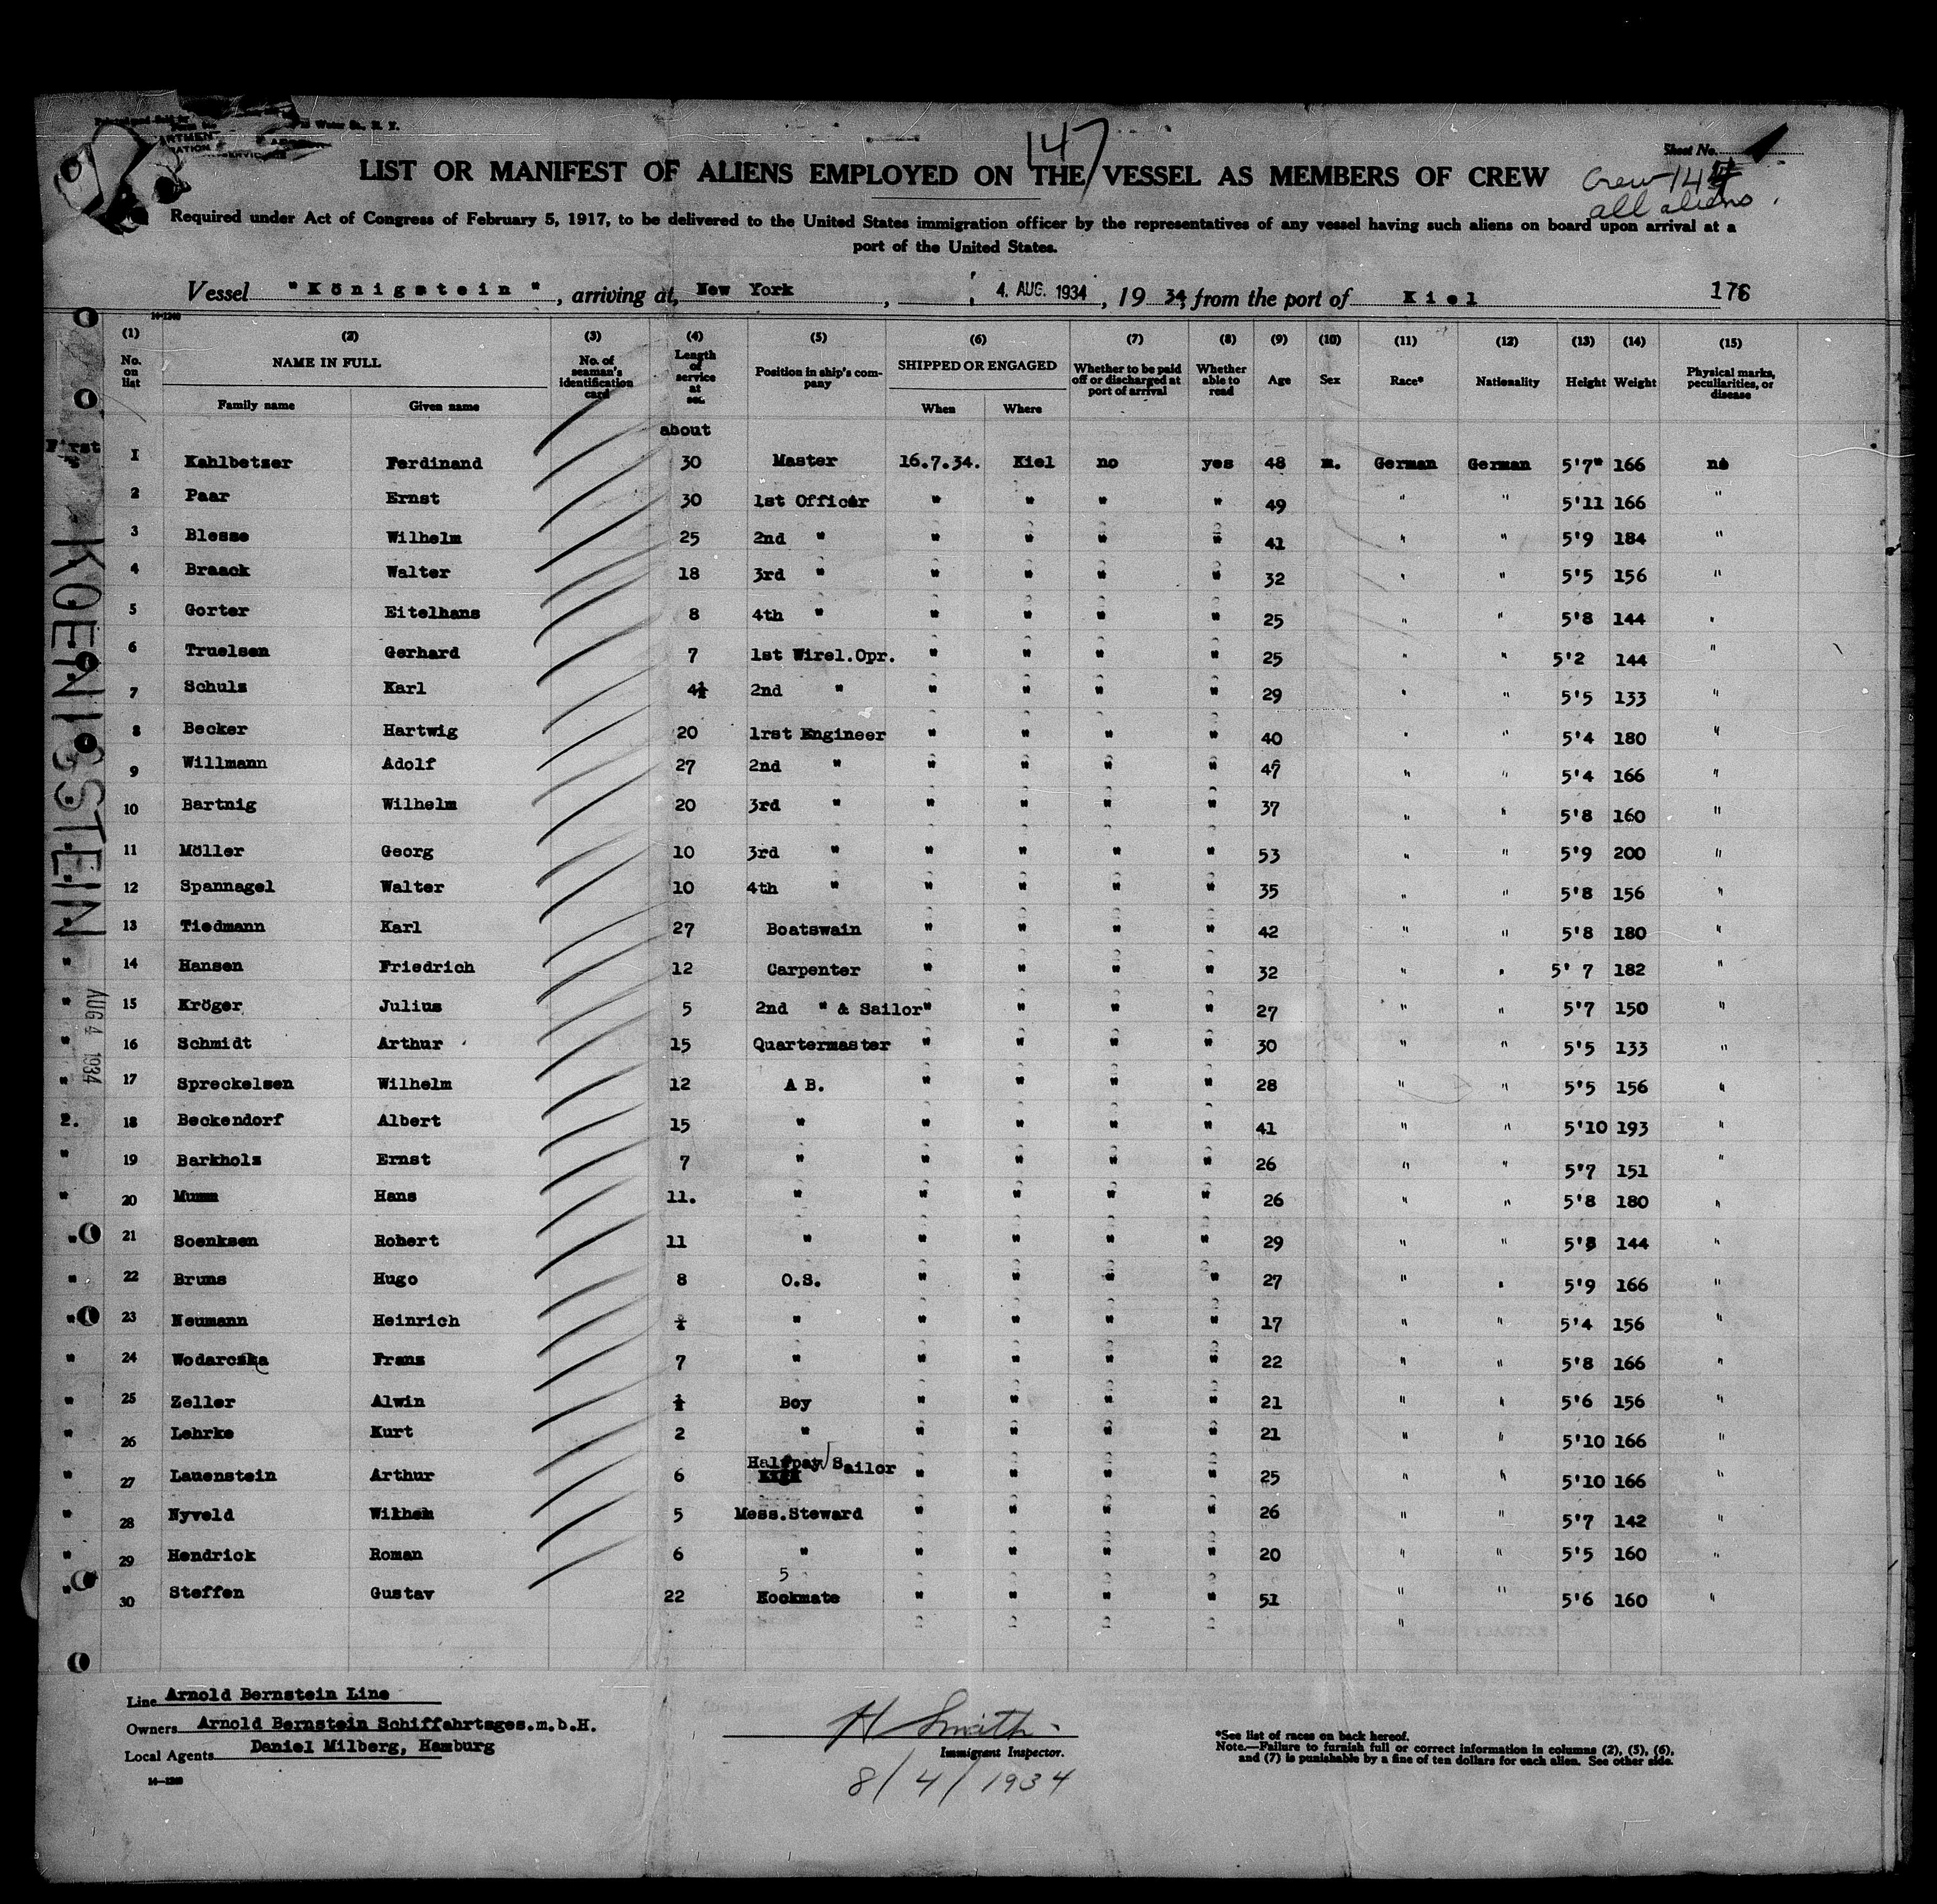 147
LIST OR MANIFEST OF ALIENS EMPLOYED ON THE VESSEL AS MEMBERS OF CREW
Sheet No.
Crew 147
all aliens
Required under Act of Congress of February 5, 1917, to be delivered to the United States immigration officer by the representatives of any vessel having such aliens on board upon arrival at a
port of the United States.
Vessel "Königstein", arriving at, New York, 4. AUG. 1934, 19 34, from the port of Kiel 176
(1) (2) (3) (4) (5) (6) (7) (8) (9) (10) (11) (12) (13) (14) (15)
No. on list NAME IN FULL Family name Given name No. of seaman's identification card Length of service at sea Position in ship's company SHIPPED OR ENGAGED When Where Whether to be paid off or discharged at port of arrival Whether able to read Age Sex Race* Nationality Height Weight Physical marks, peculiarities, or disease
about
First 1 Kahlbetzer Ferdinand 30 Master 16.7.34. Kiel no yes 48 m. German German 5'7" 166 no
2 Paar Ernst 30 1st Officer " " " " 49 " " 5'11 166 "
3 Blesse Wilhelm 25 2nd " " " " " 41 " " 5'9 184 "
4 Braack Walter 18 3rd " " " " " 32 " " 5'5 156 "
5 Gorter Eitelhans 8 4th " " " " " 25 " " 5'8 144 "
6 Truelsen Gerhard 7 1st Wirel.Opr. " " " " 25 " " 5'2 144 "
7 Schulz Karl 4½ 2nd " " " " " 29 " " 5'5 133 "
8 Becker Hartwig 20 1rst Engineer " " " " 40 " " 5'4 180 "
9 Willmann Adolf 27 2nd " " " " " 47 " " 5'4 166 "
10 Bartnig Wilhelm 20 3rd " " " " " 37 " " 5'8 160 "
11 Möller Georg 10 3rd " " " " " 53 " " 5'9 200 "
12 Spannagel Walter 10 4th " " " " " 35 " " 5'8 156 "
13 Tiedmann Karl 27 Boatswain " " " " 42 " " 5'8 180 "
" 14 Hansen Friedrich 12 Carpenter " " " " 32 " " 5' 7 182 "
" 15 Kröger Julius 5 2nd " & Sailor " " " " 27 " " 5'7 150 "
" 16 Schmidt Arthur 15 Quartermaster " " " " 30 " " 5'5 133 "
" 17 Spreckelsen Wilhelm 12 A B. " " " " 28 " " 5'5 156 "
2. 18 Beckendorf Albert 15 " " " " " 41 " " 5'10 193 "
" 19 Barkholz Ernst 7 " " " " " 26 " " 5'7 151 "
" 20 Mumm Hans 11. " " " " " 26 " " 5'8 180 "
" 21 Soenksen Robert 11 " " " " " 29 " " 5'8 144 "
" 22 Bruns Hugo 8 O.S. " " " " 27 " " 5'9 166 "
" 23 Neumann Heinrich " " " " " 17 " " 5'4 156 "
" 24 Wodarczka Franz 7 " " " " " 22 " " 5'8 166 "
" 25 Zeller Alwin Boy " " " " 21 " " 5'6 156 "
" 26 Lehrke Kurt 2 " " " " " 21 " " 5'10 166 "
" 27 Lauenstein Arthur 6 Halfpay Sailor " " " " 25 " " 5'10 166 "
" 28 Nyveld Wilhem 5 Mess.Steward " " " " 26 " " 5'7 142 "
" 29 Hendrick Roman 6 " " " " " 20 " " 5'5 160 "
5
" 30 Steffen Gustav 22 Kookmate " " " " 51 " " 5'6 160 "
KOENIGSTEIN
AUG 4 1934
Line Arnold Bernstein Line
Owners Arnold Bernstein Schiffahrtsges.m.b.H.
Local Agents Daniel Milberg, Hamburg
14-1240
H Smith
Immigrant Inspector.
8/4/1934
*See list of races on back hereof.
Note.—Failure to furnish full or correct information in columns (2), (5), (6),
and (7) is punishable by a fine of ten dollars for each alien. See other side.